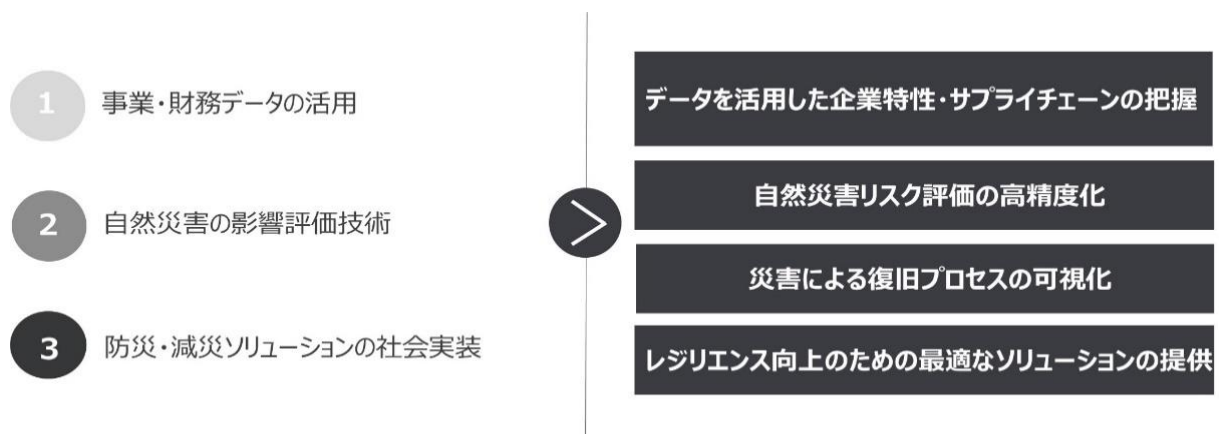 1 事業・財務データの活用
2 自然災害の影響評価技術
3 防災・減災ソリューションの社会実装
データを活用した企業特性・サプライチェーンの把握
自然災害リスク評価の高精度化
災害による復旧プロセスの可視化
レジリエンス向上のための最適なソリューションの提供